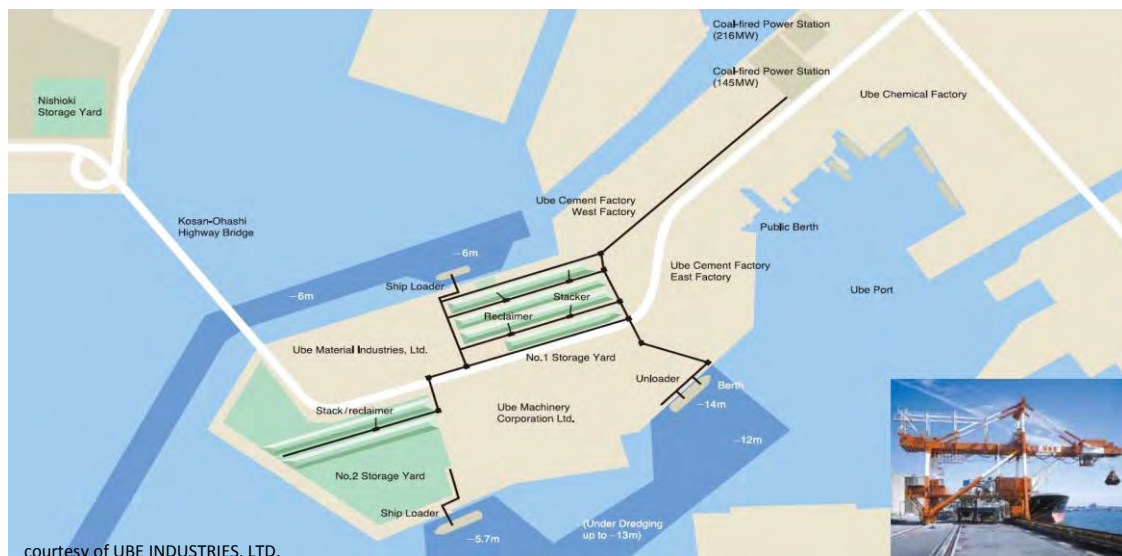 Coal-fired Power Station
(216MW)
Coal-fired Power Station
(145MW)
Nishioki
Storage Yard
Ube Chemical Factory
Ube Cement Factory
West Factory
Kosan-Ohashi
Highway Bridge
Public Berth
−6m
−6m
Ship Loader
Ube Cement Factory
East Factory
Stacker
Reclaimer
Ube Port
Ube Material Industries, Ltd.
No.1 Storage Yard
Unloader
Berth
−14m
Stack/reclaimer
Ube Machinery
Corporation Ltd.
−12m
No.2 Storage Yard
Ship Loader
−5.7m
(Under Dredging
up to −13m)
UBE
courtesy of UBE INDUSTRIES, LTD.